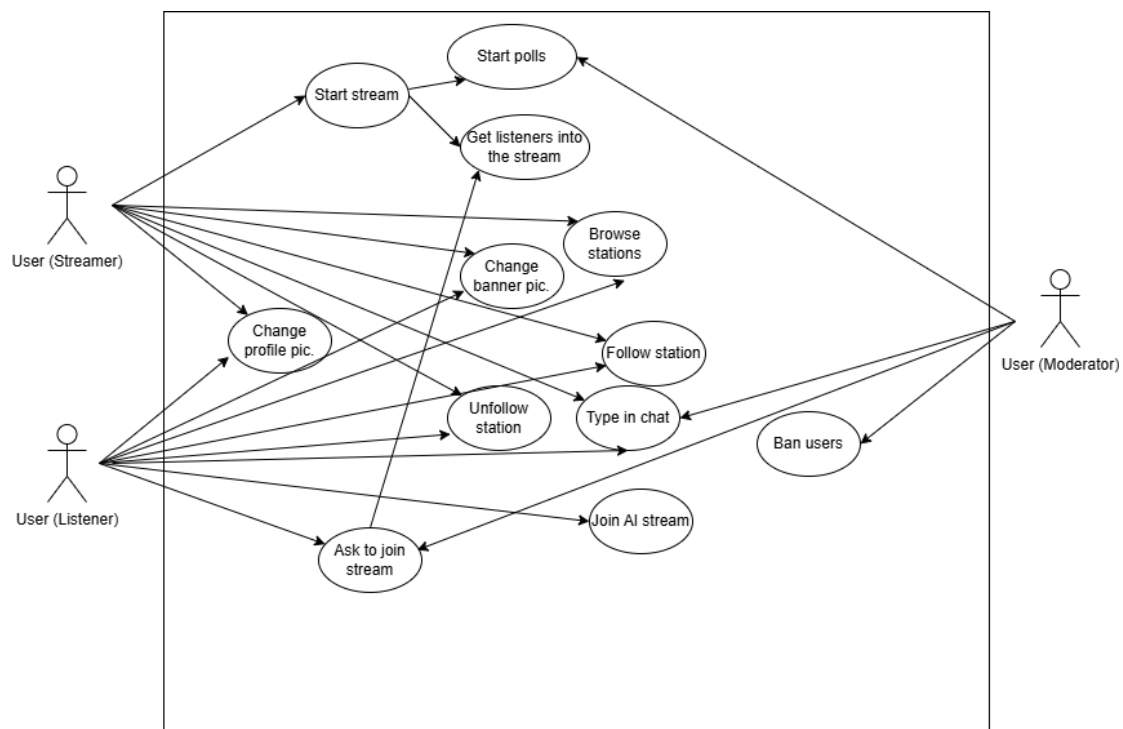 Start polls
Start stream
Get listeners into
the stream
User (Streamer)
Browse
stations
Change
banner pic.
Change
profile pic.
Follow station
User (Moderator)
Unfollow
station
Type in chat
Ban users
User (Listener)
Join AI stream
Ask to join
stream